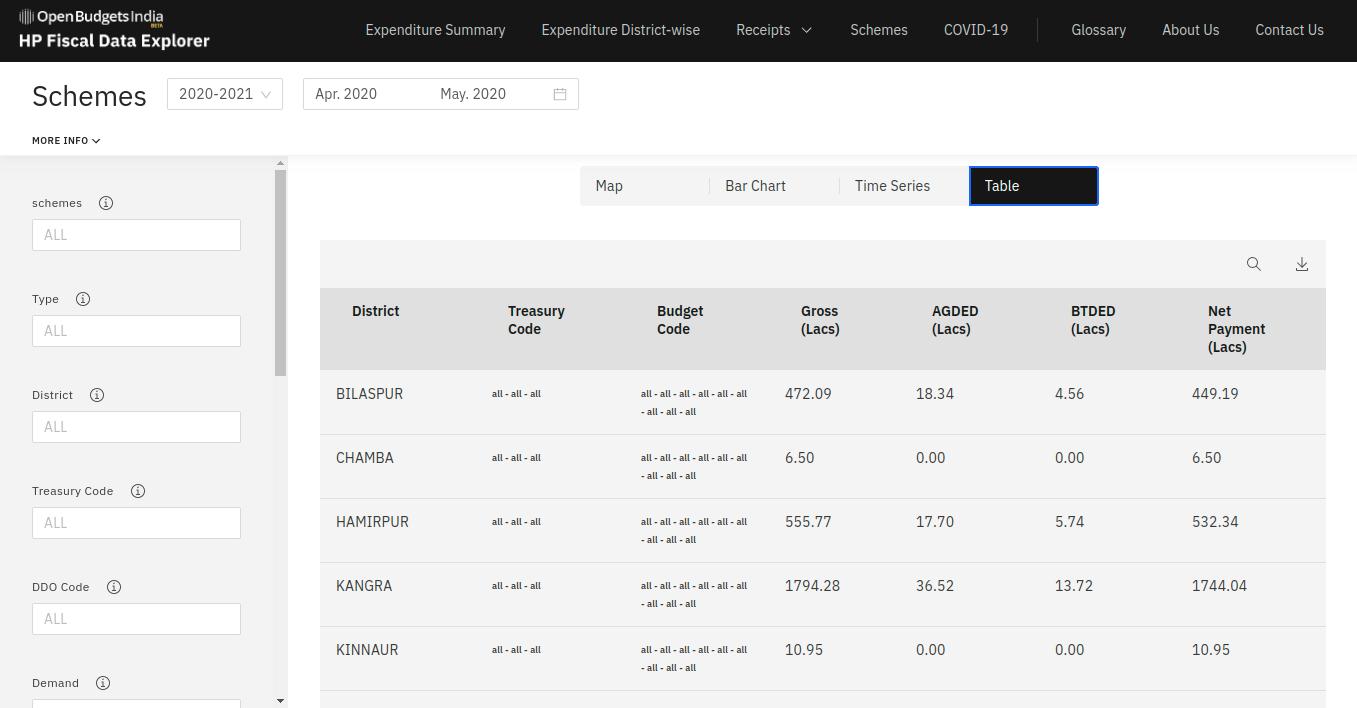 OpenBudgetsIndia
BETA
HP Fiscal Data Explorer
Expenditure Summary
Expenditure District-wise
Receipts
Schemes
COVID-19
Glossary
About Us
Contact Us
Schemes
2020-2021
Apr. 2020
May. 2020
MORE INFO
schemes
ALL
Type
ALL
District
ALL
Treasury Code
ALL
DDO Code
ALL
Demand
Map
Bar Chart
Time Series
Table
District
Treasury
Code
Budget
Code
Gross
(Lacs)
AGDED
(Lacs)
BTDED
(Lacs)
Net
Payment
(Lacs)
BILASPUR
all - all - all
all - all - all - all - all - all
- all - all - all
472.09
18.34
4.56
449.19
CHAMBA
all - all - all
all - all - all - all - all - all
- all - all - all
6.50
0.00
0.00
6.50
HAMIRPUR
all - all - all
all - all - all - all - all - all
- all - all - all
555.77
17.70
5.74
532.34
KANGRA
all - all - all
all - all - all - all - all - all
- all - all - all
1794.28
36.52
13.72
1744.04
KINNAUR
all - all - all
all - all - all - all - all - all
- all - all - all
10.95
0.00
0.00
10.95